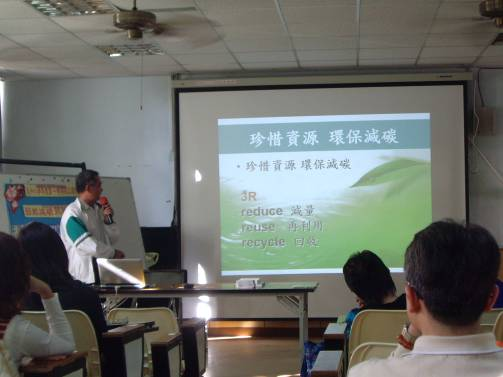 珍惜資源 環保減碳
• 珍惜資源 環保減碳
3R
reduce 減量
reuse 再利用
recycle 回收